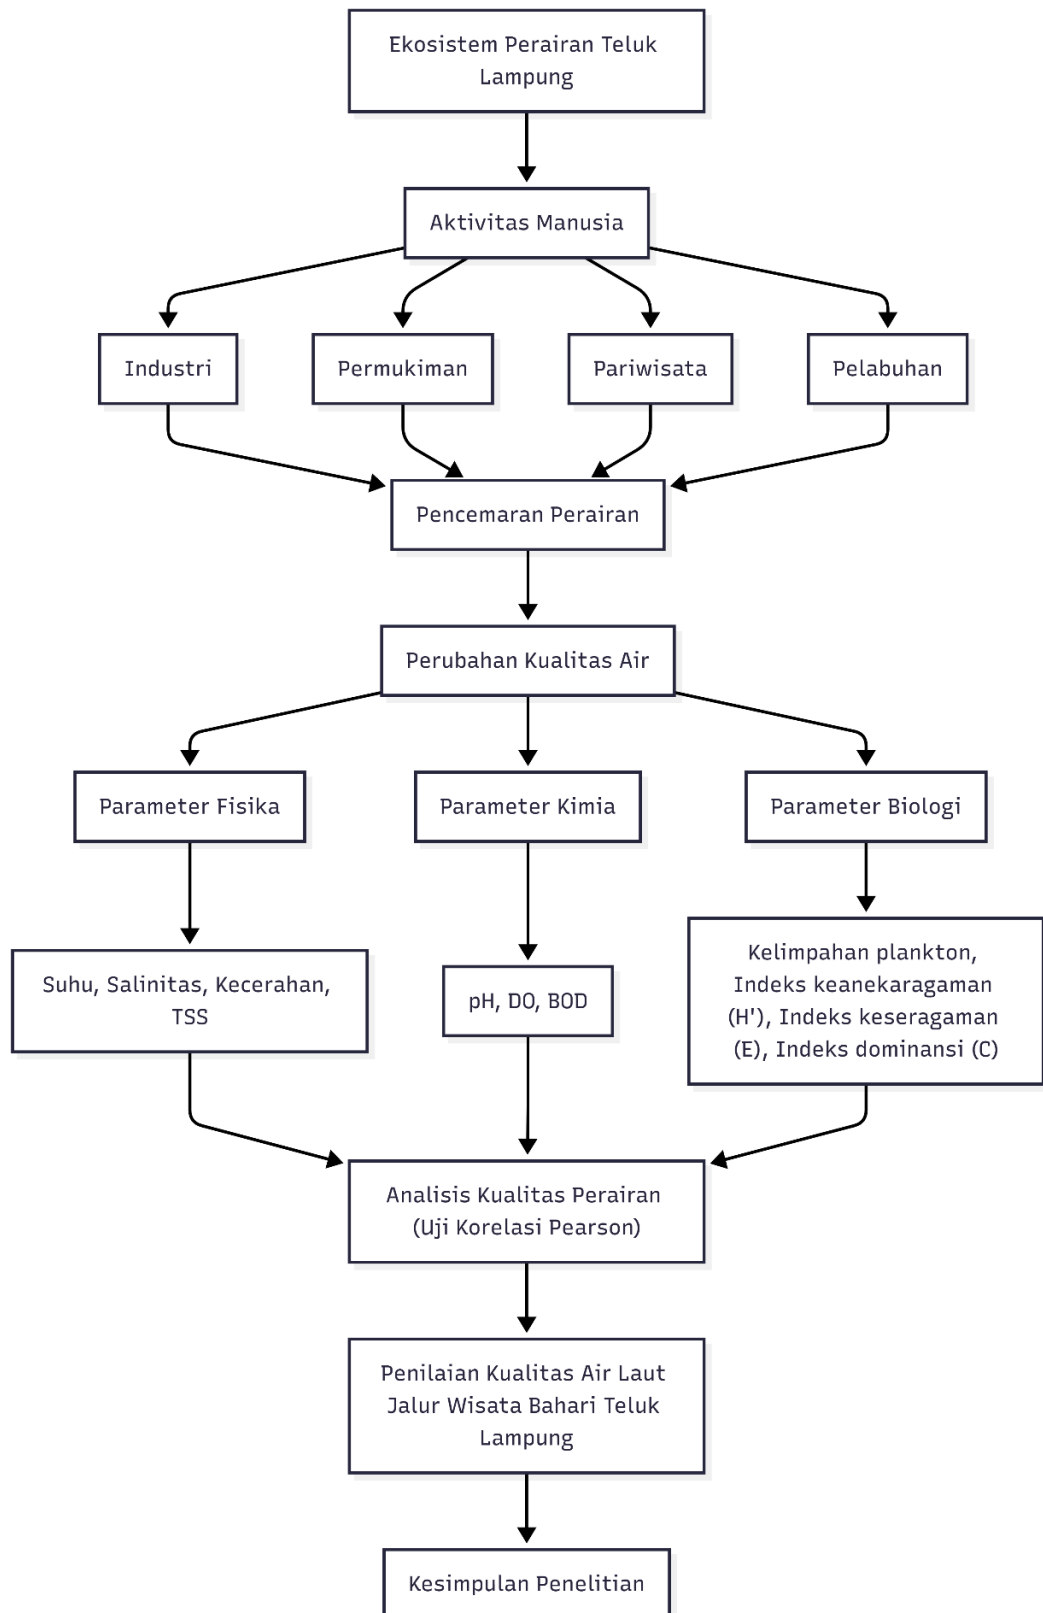 Ekosistem Perairan Teluk
Lampung
Aktivitas Manusia
Industri
Permukiman
Pariwisata
Pelabuhan
Pencemaran Perairan
Perubahan Kualitas Air
Parameter Fisika
Parameter Kimia
Parameter Biologi
Suhu, Salinitas, Kecerahan,
TSS
pH, DO, BOD
Kelimpahan plankton,
Indeks keanekaragaman
(H'), Indeks keseragaman
(E), Indeks dominansi (C)
Analisis Kualitas Perairan
(Uji Korelasi Pearson)
Penilaian Kualitas Air Laut
Jalur Wisata Bahari Teluk
Lampung
Kesimpulan Penelitian